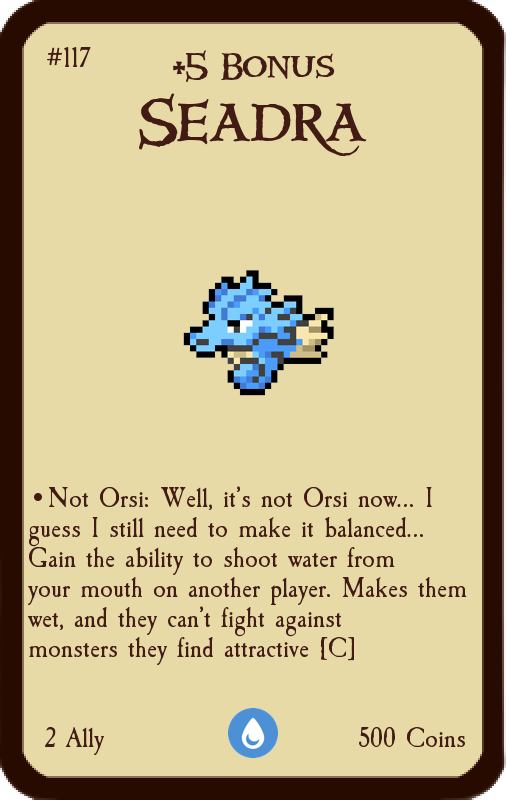 #117
+5 Bonus
Seadra
•Not Orsi: Well, it's not Orsi now... I
guess I still need to make it balanced...
Gain the ability to shoot water from
your mouth on another player. Makes them
wet, and they can't fight against
monsters they find attractive [C]
2 Ally
500 Coins